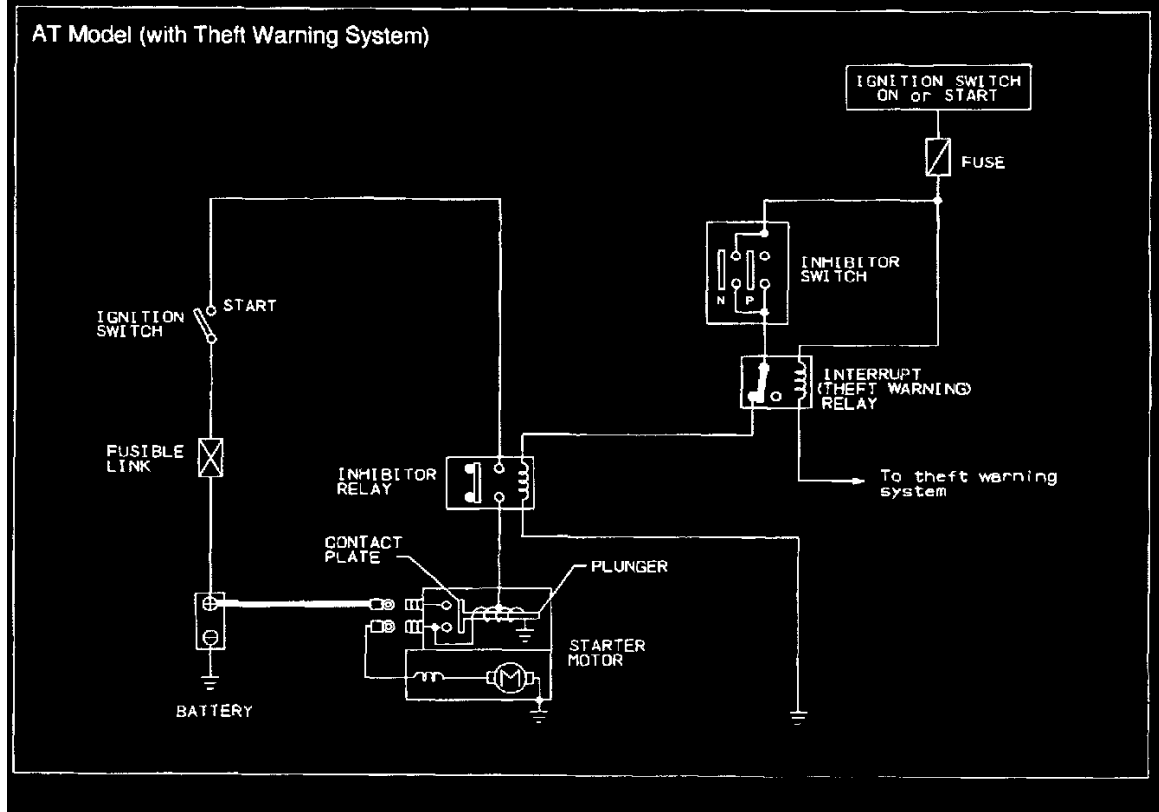 AT Model (with Theft Warning System)
IGNITION SWITCH
ON or START
FUSE
INHIBITOR
SWITCH
N P
IGNITION
SWITCH
START
INTERRUPT
(THEFT WARNING)
RELAY
FUSIBLE
LINK
INHIBITOR
RELAY
To theft warning
system
CONTACT
PLATE
PLUNGER
STARTER
MOTOR
M
BATTERY